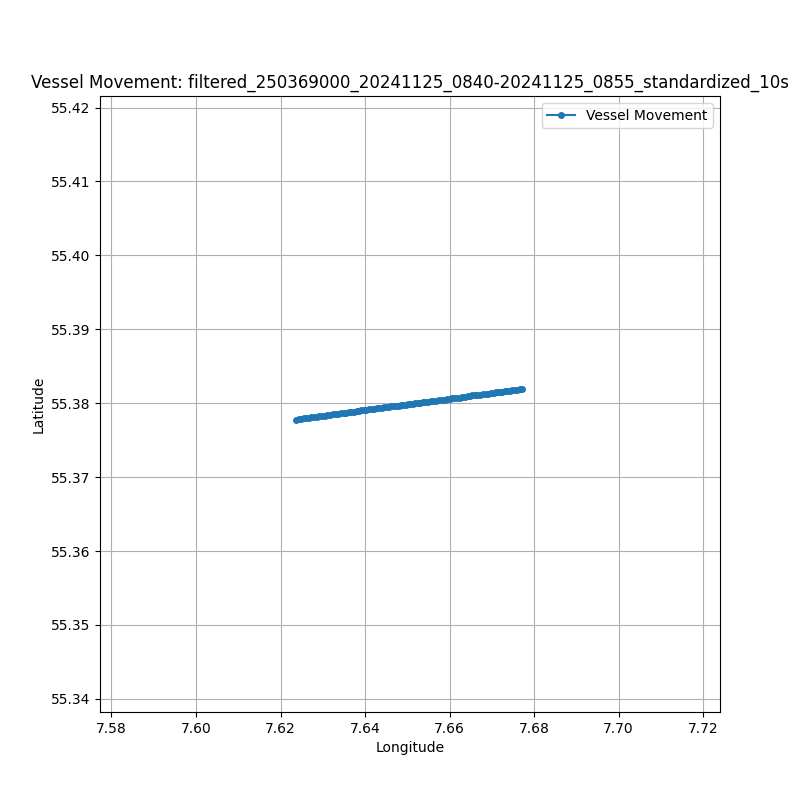 Vessel Movement: filtered_250369000_20241125_0840-20241125_0855_standardized_10s
Vessel Movement
55.42
55.41
55.40
55.39
55.38
55.37
55.36
55.35
55.34
Latitude
7.58 7.60 7.62 7.64 7.66 7.68 7.70 7.72
Longitude